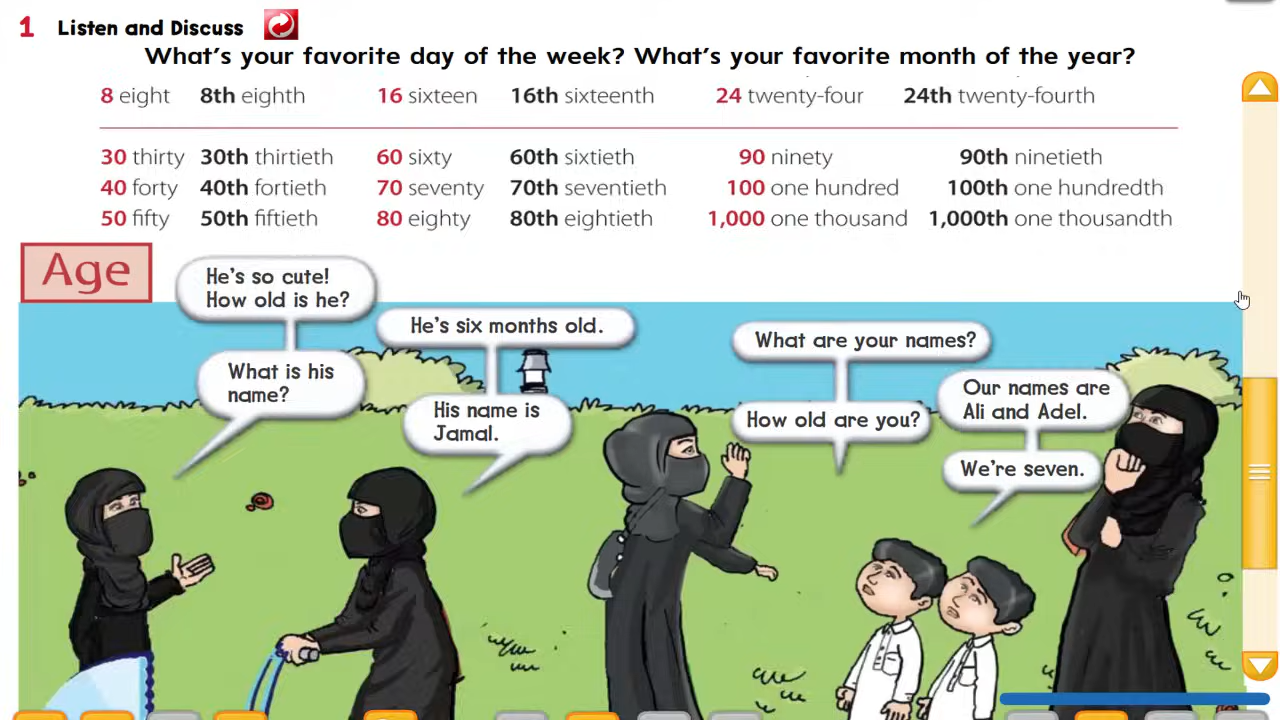 1 Listen and Discuss
What's your favorite day of the week? What's your favorite month of the year?
8 eight 8th eighth 16 sixteen 16th sixteenth 24 twenty-four 24th twenty-fourth
30 thirty 30th thirtieth 60 sixty 60th sixtieth 90 ninety 90th ninetieth
40 forty 40th fortieth 70 seventy 70th seventieth 100 one hundred 100th one hundredth
50 fifty 50th fiftieth 80 eighty 80th eightieth 1,000 one thousand 1,000th one thousandth
Age
He's so cute!
How old is he?
What is his
name?
He's six months old.
His name is
Jamal.
What are your names?
How old are you?
Our names are
Ali and Adel.
We're seven.